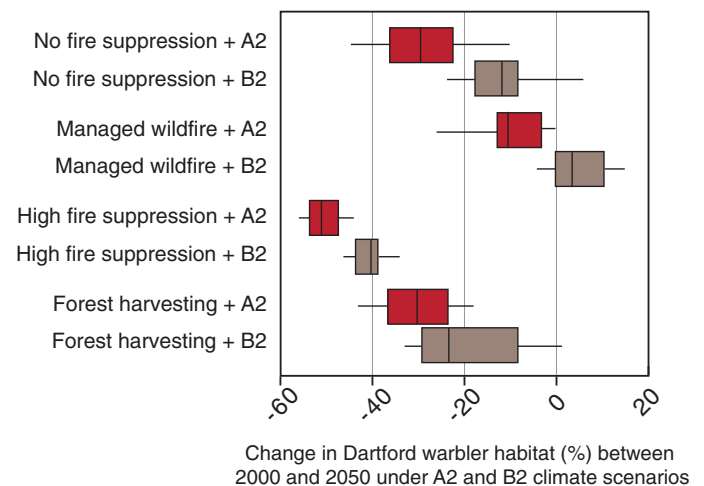 No fire suppression + A2
No fire suppression + B2
Managed wildfire + A2
Managed wildfire + B2
High fire suppression + A2
High fire suppression + B2
Forest harvesting + A2
Forest harvesting + B2
-60 -40 -20 0 20
Change in Dartford warbler habitat (%) between
2000 and 2050 under A2 and B2 climate scenarios